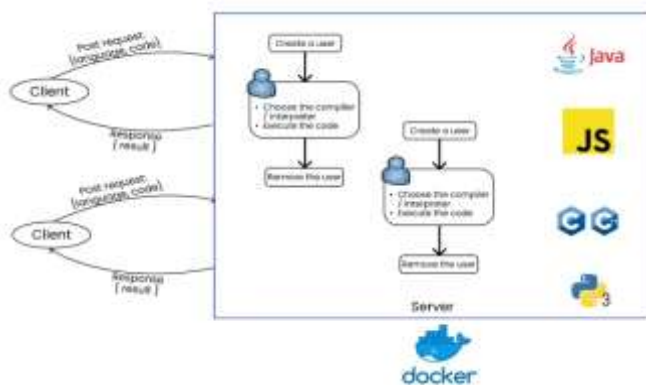 Post request
{language, code}
Client
Response
{ result }
Post request
{language, code}
Client
Response
{ result }
Create a user
• Choose the compiler
/ interpreter
• Execute the code
Remove the user
Create a user
• Choose the compiler
/ interpreter
• Execute the code
Remove the user
Server
Java
JS
C
3
docker